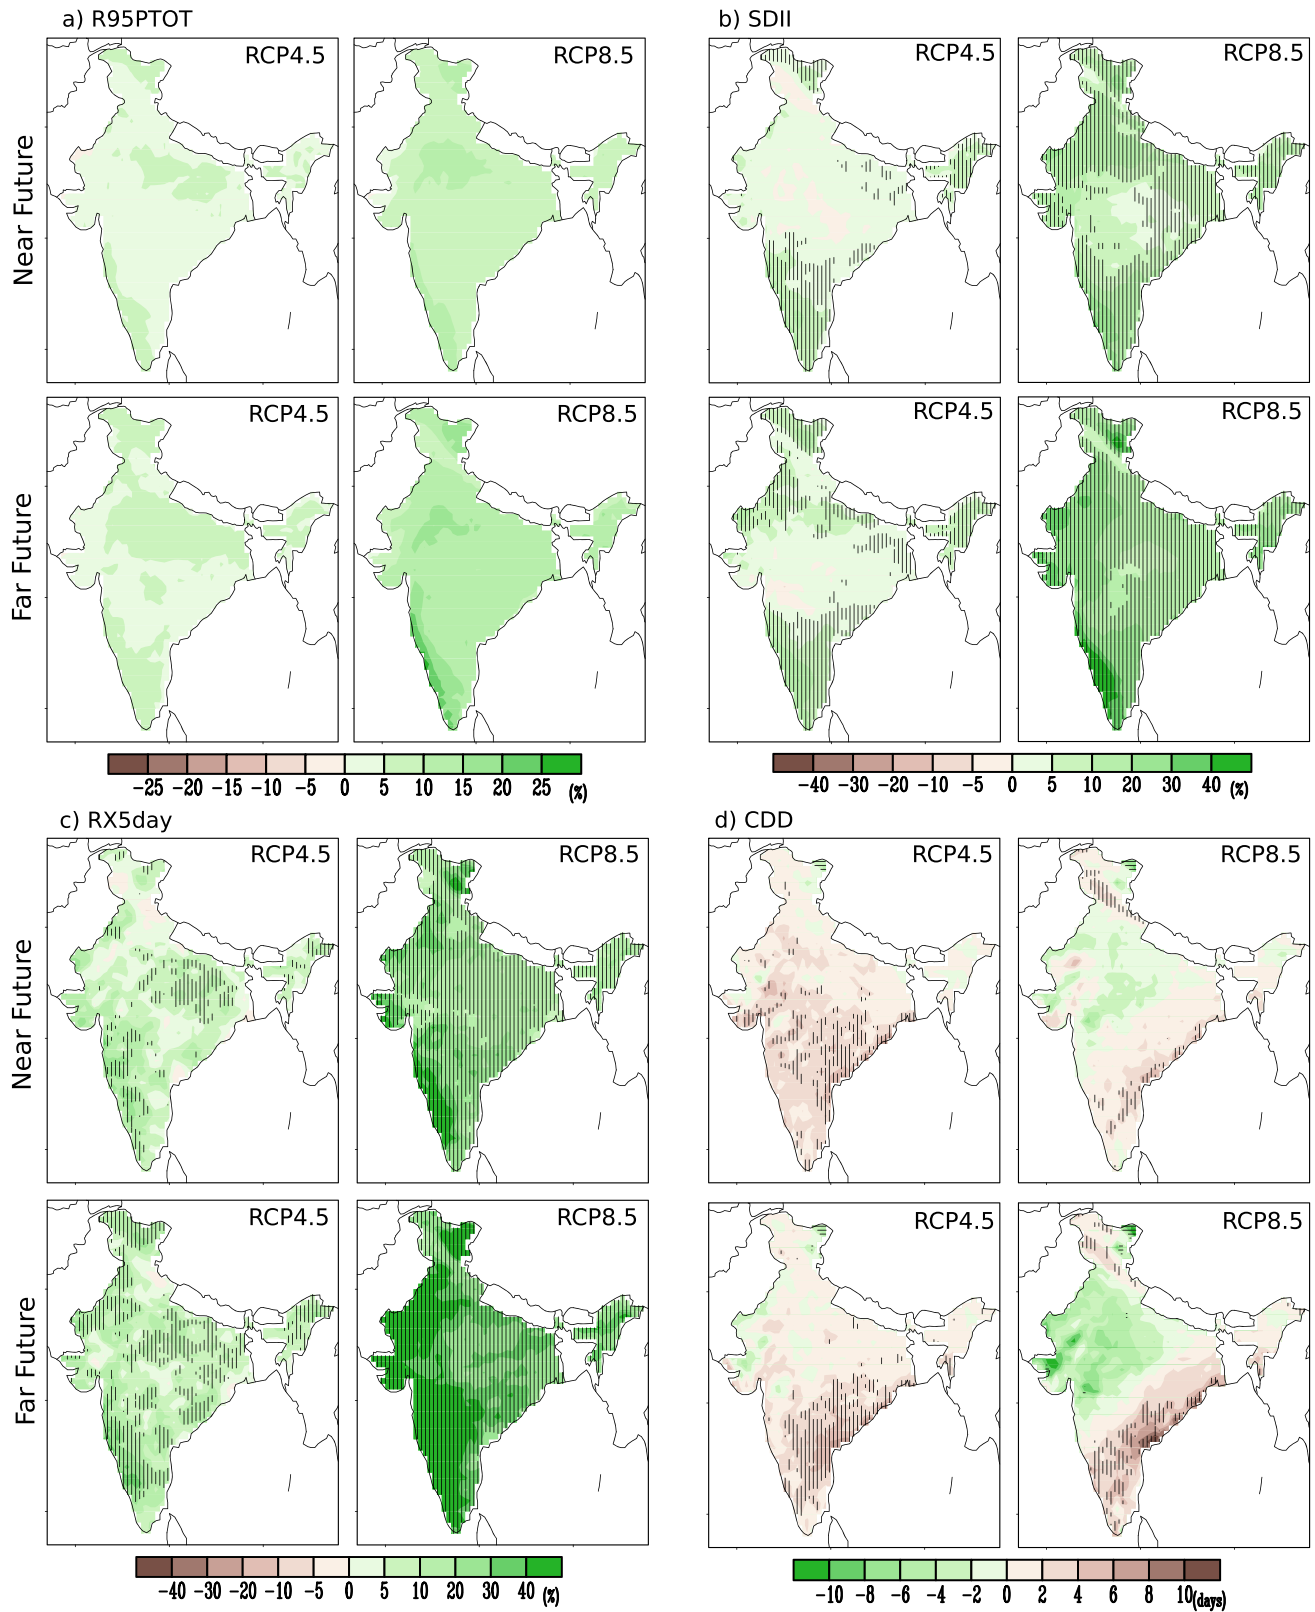 a) R95PTOT
b) SDII
RCP4.5
RCP8.5
RCP4.5
RCP8.5
Near Future
RCP4.5
RCP8.5
RCP4.5
RCP8.5
Far Future
-25 -20 -15 -10 -5 0 5 10 15 20 25 (%)
-40 -30 -20 -10 -5 0 5 10 20 30 40 (%)
c) RX5day
d) CDD
RCP4.5
RCP8.5
RCP4.5
RCP8.5
Near Future
RCP4.5
RCP8.5
RCP4.5
RCP8.5
Far Future
-40 -30 -20 -10 -5 0 5 10 20 30 40 (%)
-10 -8 -6 -4 -2 0 2 4 6 8 10 (days)